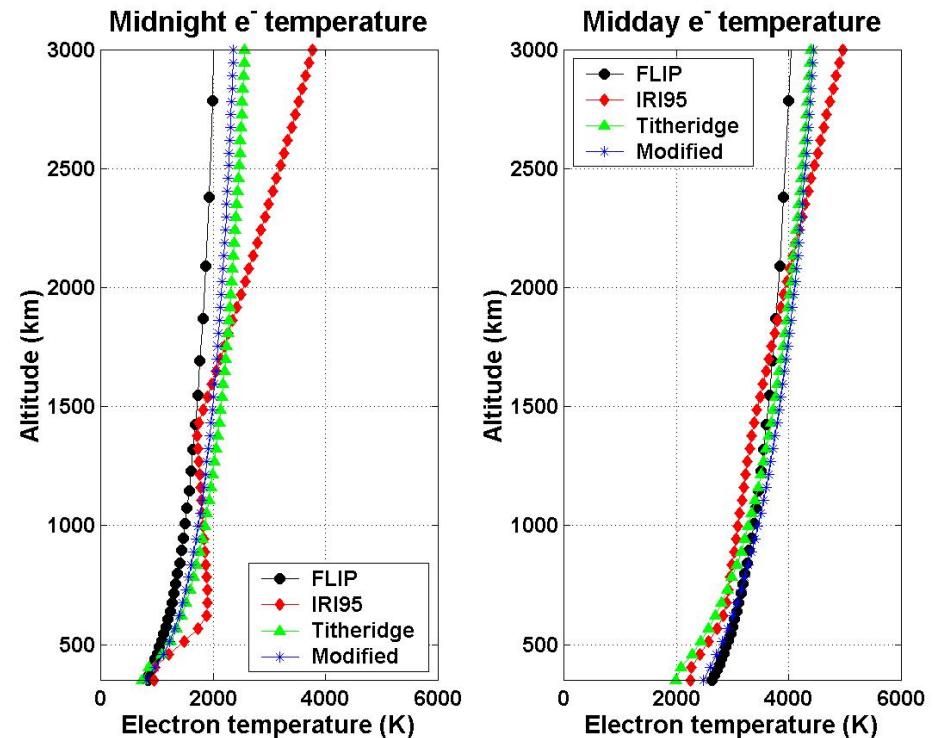 Midnight e⁻ temperature
3000
2500
2000
1500
1000
500
0
2000
4000
6000
Altitude (km)
Electron temperature (K)
FLIP
IRI95
Titheridge
Modified
Midday e⁻ temperature
3000
2500
2000
1500
1000
500
0
2000
4000
6000
Altitude (km)
Electron temperature (K)
FLIP
IRI95
Titheridge
Modified